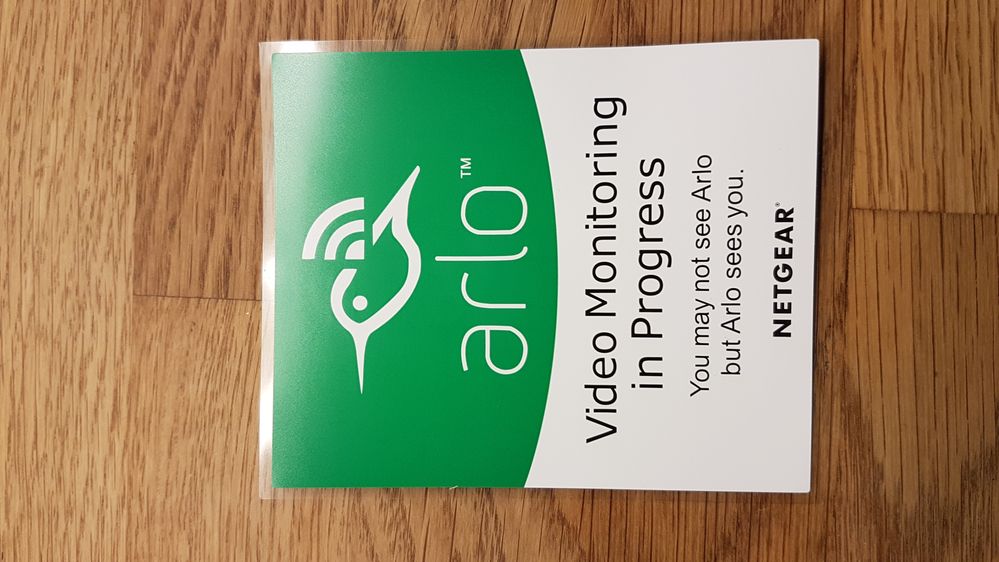 arlo™
Video Monitoring
in Progress
You may not see Arlo
but Arlo sees you.
NETGEAR®